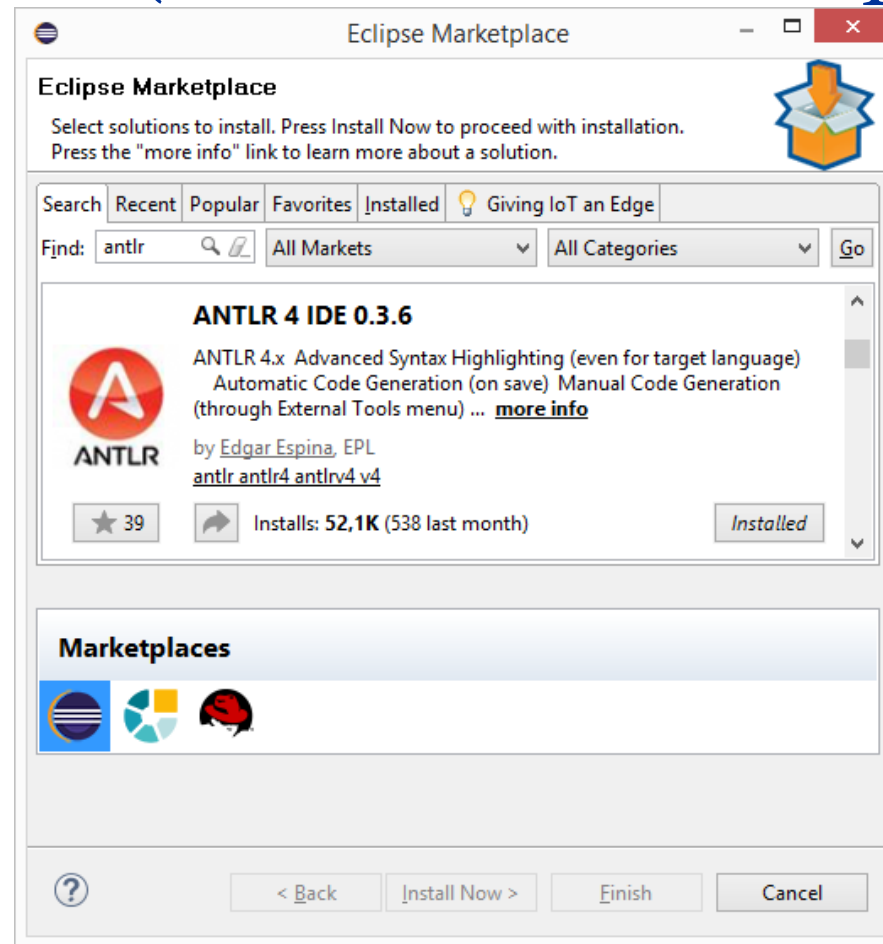 Eclipse Marketplace
Eclipse Marketplace
Select solutions to install. Press Install Now to proceed with installation.
Press the "more info" link to learn more about a solution.
Search Recent Popular Favorites Installed Giving IoT an Edge
Find: antlr All Markets All Categories Go
ANTLR 4 IDE 0.3.6
ANTLR 4.x Advanced Syntax Highlighting (even for target language)
Automatic Code Generation (on save) Manual Code Generation
(through External Tools menu) ... more info
ANTLR
by Edgar Espina, EPL
antlr antlr4 antlrv4 v4
39 Installs: 52,1K (538 last month) Installed
Marketplaces
? < Back Install Now > Finish Cancel